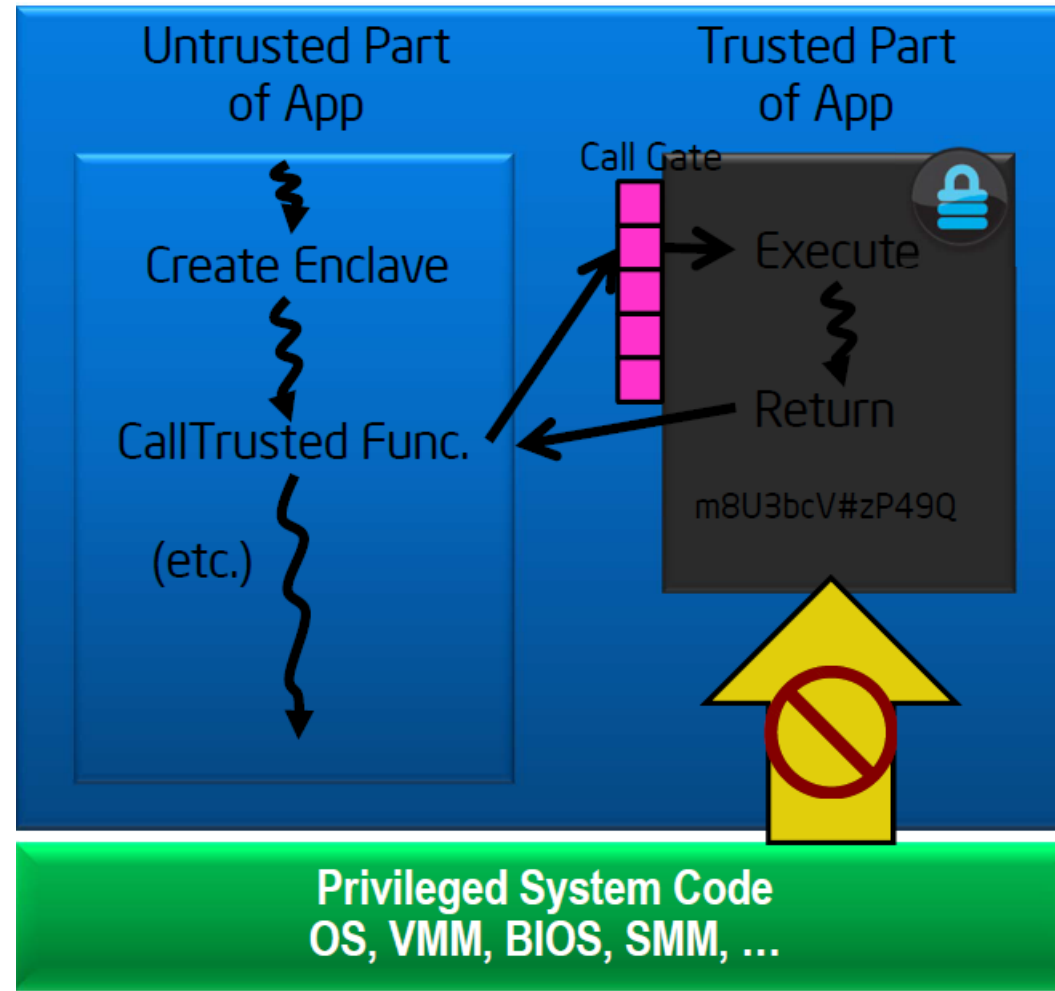 Untrusted Part
of App
Trusted Part
of App
Call Gate
Create Enclave
Execute
CallTrusted Func.
Return
m8U3bcV#zP49Q
(etc.)
Privileged System Code
OS, VMM, BIOS, SMM, ...